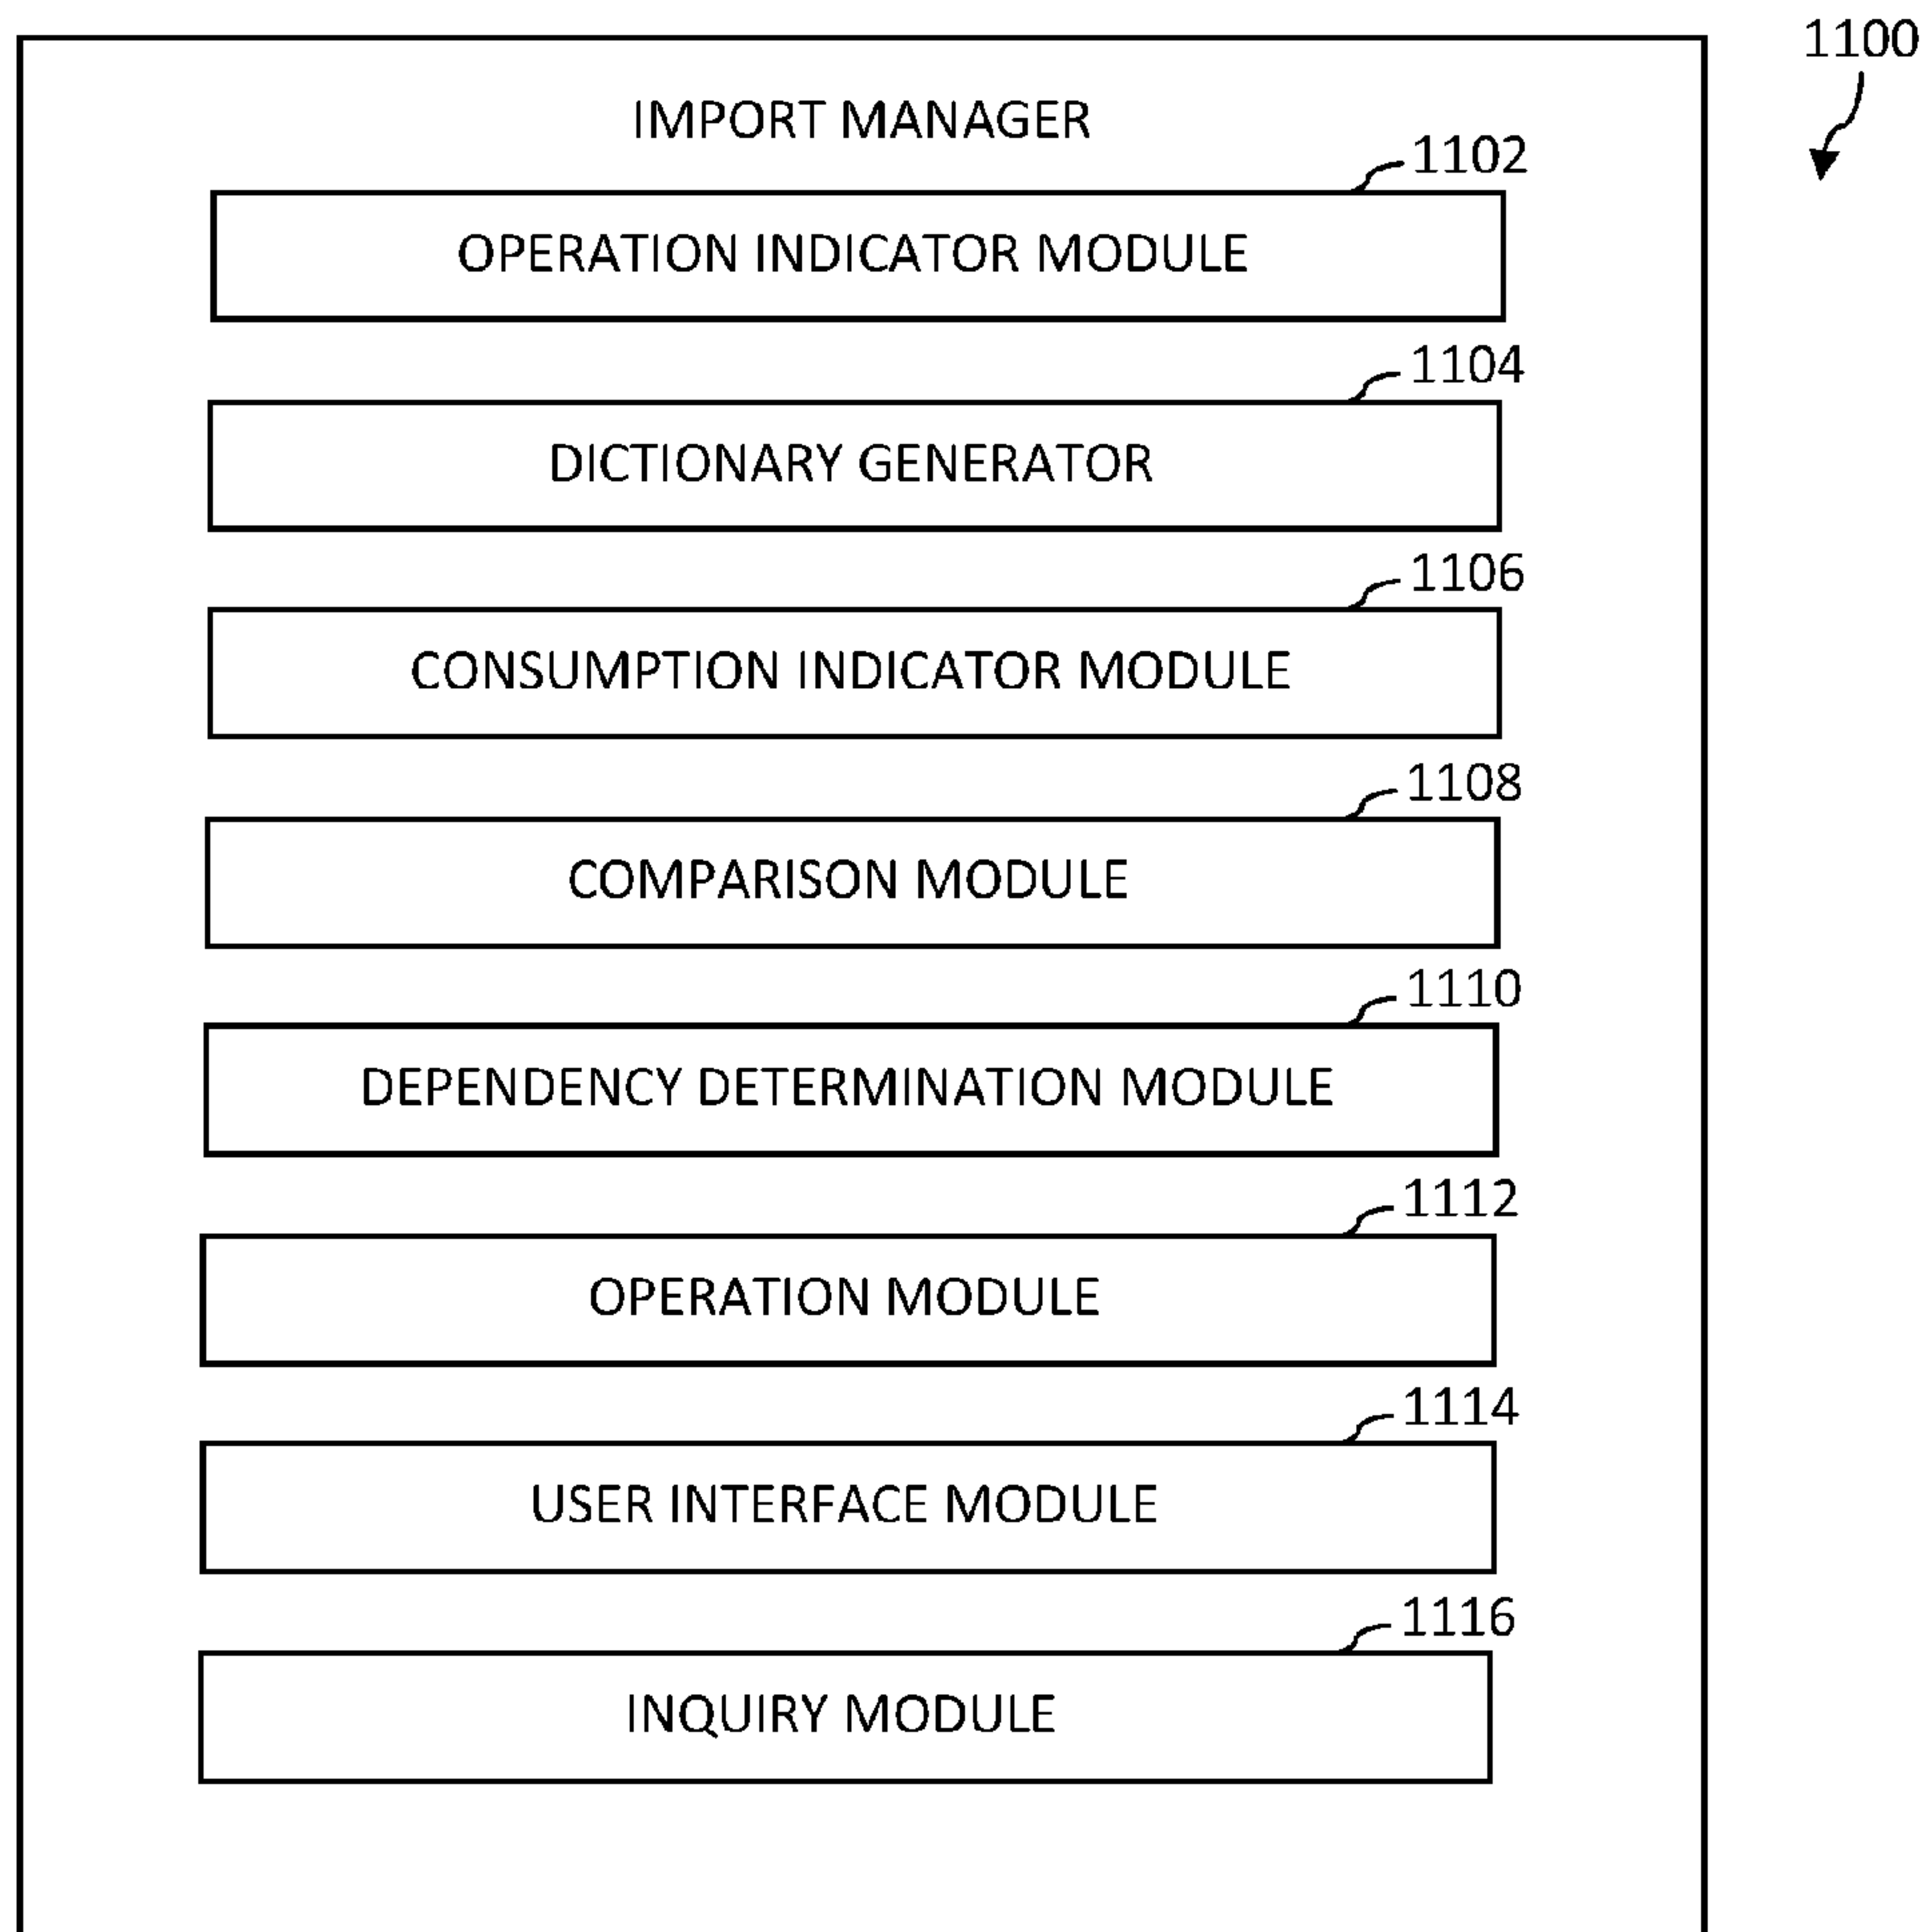 1100
IMPORT MANAGER
1102
OPERATION INDICATOR MODULE
1104
DICTIONARY GENERATOR
1106
CONSUMPTION INDICATOR MODULE
1108
COMPARISON MODULE
1110
DEPENDENCY DETERMINATION MODULE
1112
OPERATION MODULE
1114
USER INTERFACE MODULE
1116
INQUIRY MODULE